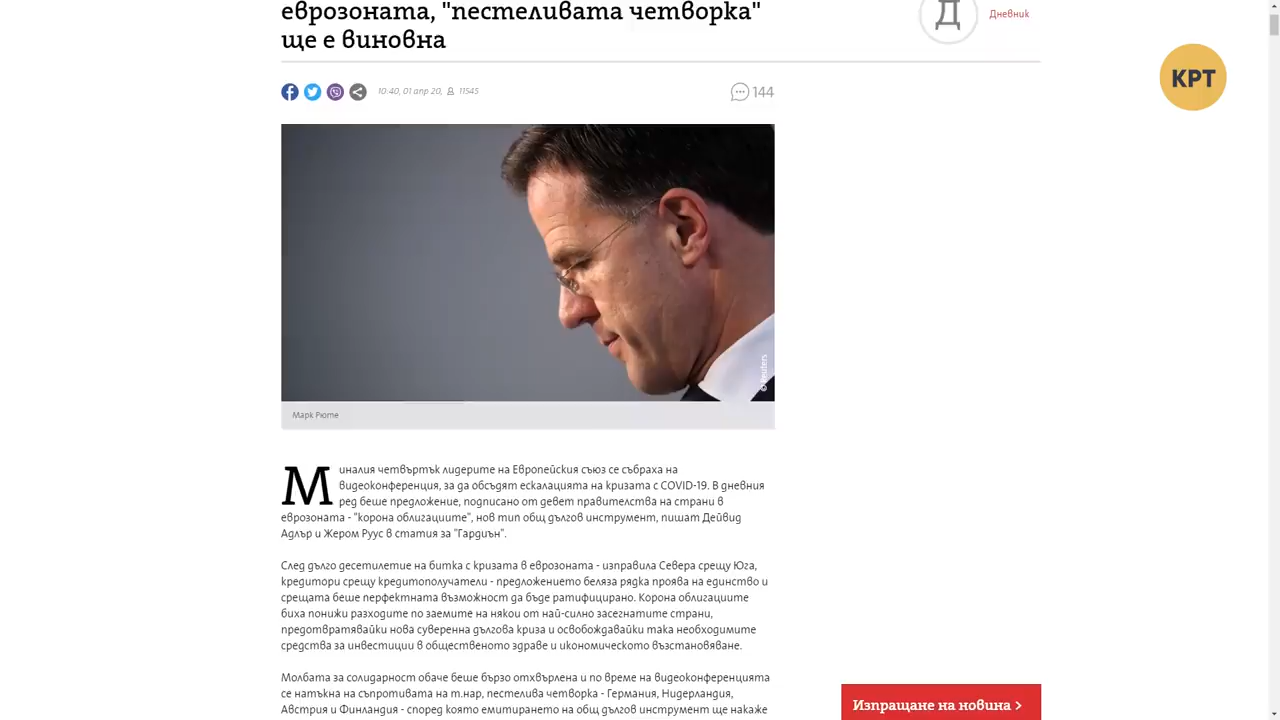 еврозоната, "пестеливата четворка"
ще е виновна
Д
Дневник
КРТ
10:40, 01 апр 20, 11545
144
© Reuters
Марк Рюте
Миналия четвъртък лидерите на Европейския съюз се събраха на
видеоконференция, за да обсъдят ескалацията на кризата с COVID-19. В дневния
ред беше предложение, подписано от девет правителства на страни в
еврозоната - "корона облигациите", нов тип общ дългов инструмент, пишат Дейвид
Адлър и Жером Руус в статия за "Гардиън".
След дълго десетилетие на битка с кризата в еврозоната - изправила Севера срещу Юга,
кредитори срещу кредитополучатели - предложението беляза рядка проява на единство и
срещата беше перфектната възможност да бъде ратифицирано. Корона облигациите
биха понижи разходите по заемите на някои от най-силно засегнатите страни,
предотвратявайки нова суверенна дългова криза и освобождавайки така необходимите
средства за инвестиции в общественото здраве и икономическото възстановяване.
Молбата за солидарност обаче беше бързо отхвърлена и по време на видеоконференцията
се натъкна на съпротивата на т.нар, пестелива четворка - Германия, Нидерландия,
Австрия и Финландия - според която емитирането на общ дългов инструмент ще накаже
Изпращане на новина >